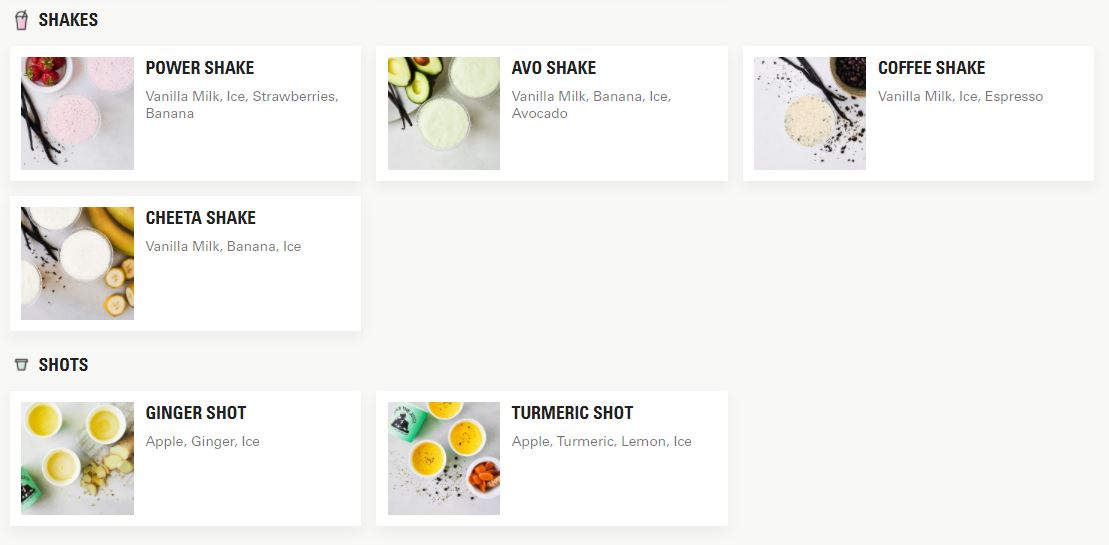 SHAKES
POWER SHAKE
Vanilla Milk, Ice, Strawberries,
Banana
AVO SHAKE
Vanilla Milk, Banana, Ice,
Avocado
COFFEE SHAKE
Vanilla Milk, Ice, Espresso
CHEETA SHAKE
Vanilla Milk, Banana, Ice
SHOTS
GINGER SHOT
Apple, Ginger, Ice
TURMERIC SHOT
Apple, Turmeric, Lemon, Ice